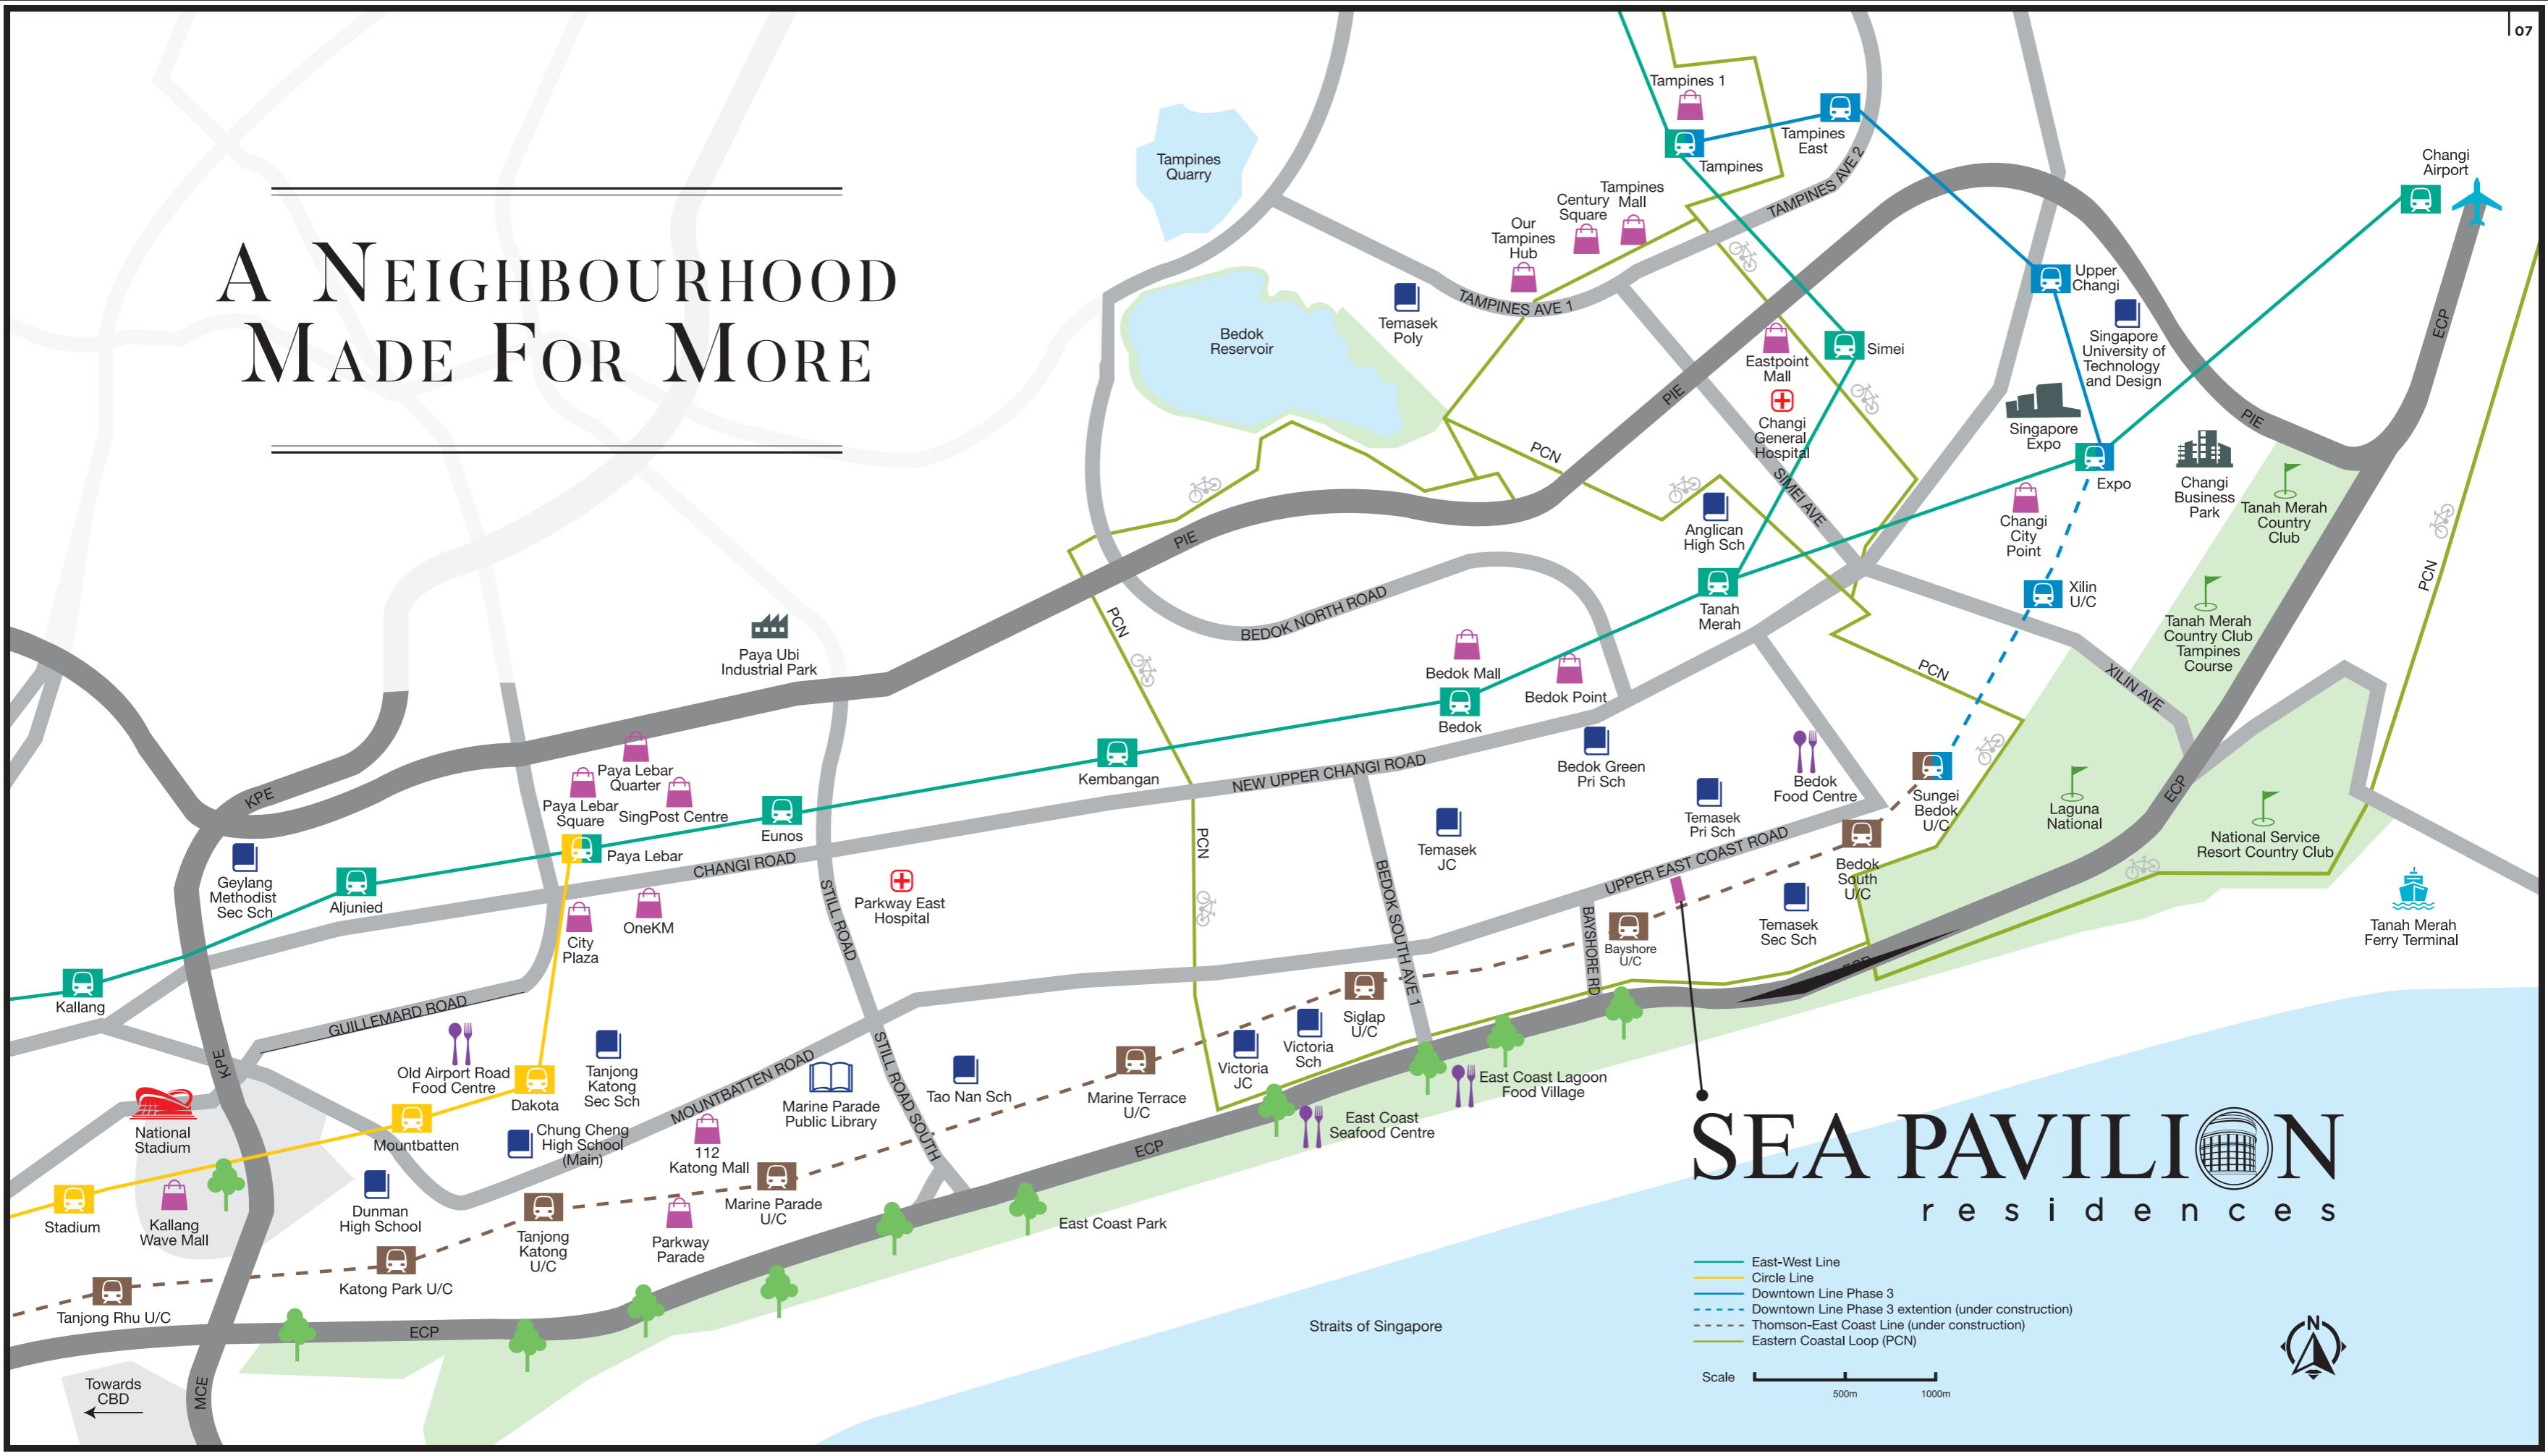 07
A NEIGHBOURHOOD
MADE FOR MORE
Tampines
Quarry
Bedok
Reservoir
Tampines 1
Tampines
Tampines
East
Changi
Airport
Century
Square
Tampines
Mall
Our
Tampines
Hub
TAMPINES AVE 2
TAMPINES AVE 1
Temasek
Poly
Upper
Changi
Singapore
University of
Technology
and Design
Simei
Eastpoint
Mall
Changi
General
Hospital
PIE
PIE
PIE
ECP
PCN
SIMEI AVE
Singapore
Expo
Expo
Changi
Business
Park
Tanah Merah
Country
Club
Changi
City
Point
Anglican
High Sch
Xilin
U/C
Tanah
Merah
Tanah Merah
Country Club
Tampines
Course
PCN
PCN
PCN
XILIN AVE
BEDOK NORTH ROAD
Paya Ubi
Industrial Park
Bedok Mall
Bedok Point
Bedok
Kembangan
NEW UPPER CHANGI ROAD
Bedok Green
Pri Sch
Bedok
Food Centre
Sungei
Bedok
U/C
Laguna
National
ECP
National Service
Resort Country Club
KPE
Paya Lebar
Quarter
Paya Lebar
Square
SingPost Centre
Eunos
Paya Lebar
CHANGI ROAD
PCN
Temasek
JC
Temasek
Pri Sch
UPPER EAST COAST ROAD
Bedok
South
U/C
Geylang
Methodist
Sec Sch
Aljunied
OneKM
City
Plaza
STILL ROAD
Parkway East
Hospital
BEDOK SOUTH AVE 1
BAYSHORE RD
Bayshore
U/C
Temasek
Sec Sch
Tanah Merah
Ferry Terminal
ECP
Kallang
GUILLEMARD ROAD
KPE
Old Airport Road
Food Centre
Dakota
Tanjong
Katong
Sec Sch
MOUNTBATTEN ROAD
STILL ROAD SOUTH
Marine Parade
Public Library
Tao Nan Sch
Marine Terrace
U/C
Victoria
JC
Victoria
Sch
Siglap
U/C
East Coast Lagoon
Food Village
East Coast
Seafood Centre
National
Stadium
Mountbatten
Chung Cheng
High School
(Main)
112
Katong Mall
Marine Parade
U/C
ECP
East Coast Park
Stadium
Kallang
Wave Mall
Dunman
High School
Tanjong
Katong
U/C
Parkway
Parade
Katong Park U/C
Tanjong Rhu U/C
ECP
Towards
CBD
MCE
Straits of Singapore
SEA PAVILION
residences
East-West Line
Circle Line
Downtown Line Phase 3
Downtown Line Phase 3 extention (under construction)
Thomson-East Coast Line (under construction)
Eastern Coastal Loop (PCN)
Scale
500m
1000m
N